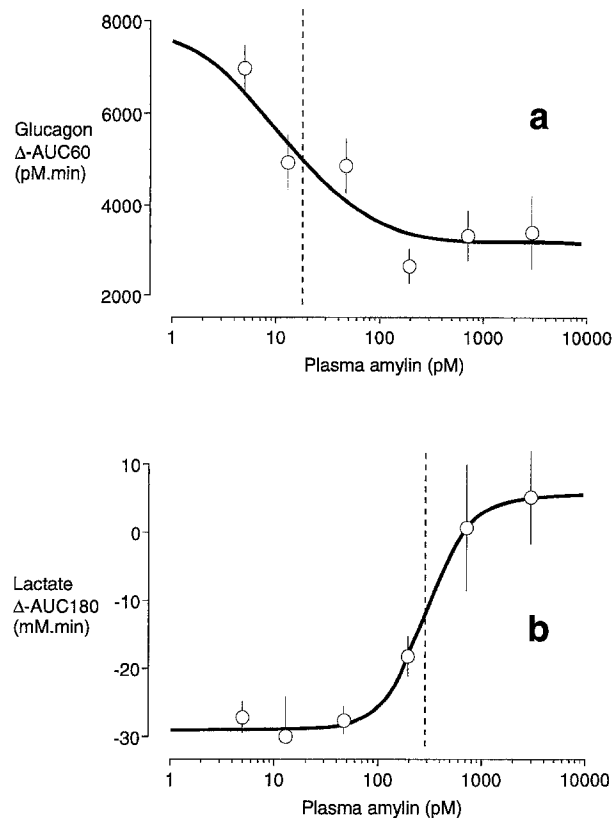 8000
6000
4000
2000
Glucagon
Δ-AUC60
(pM.min)
a
1 10 100 1000 10000
Plasma amylin (pM)
10
0
-10
-20
-30
Lactate
Δ-AUC180
(mM.min)
b
1 10 100 1000 10000
Plasma amylin (pM)